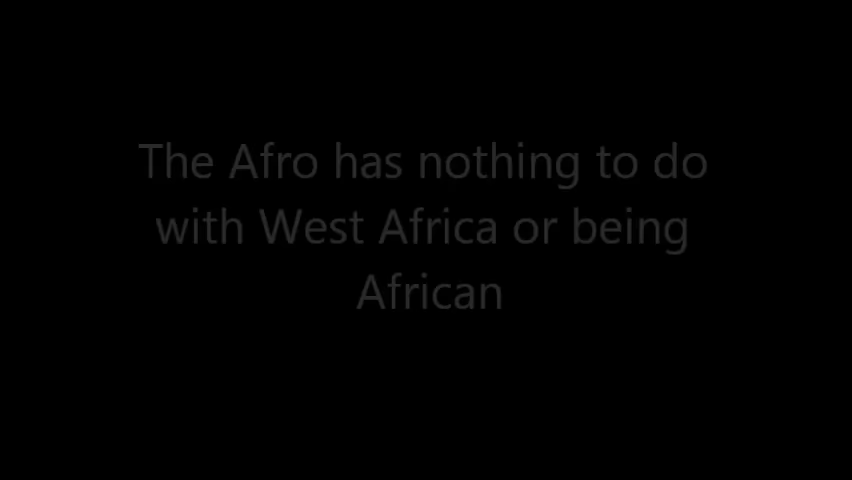 The Afro has nothing to do
with West Africa or being
African